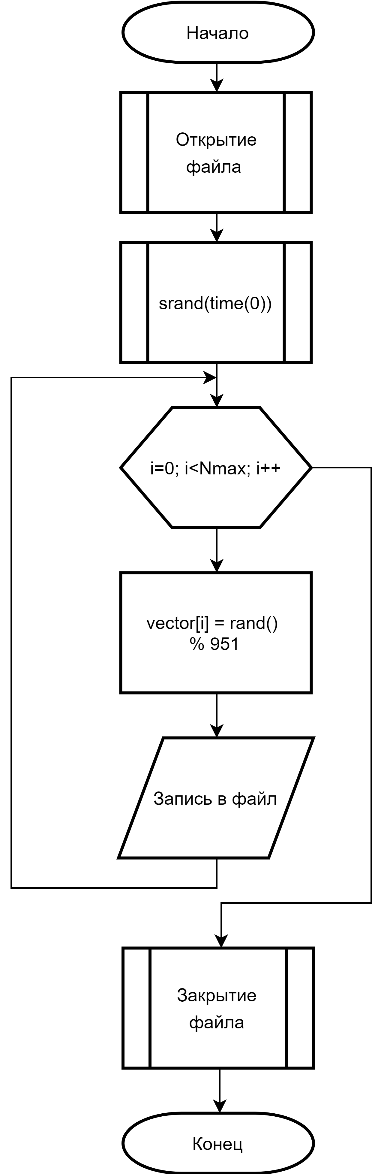 Начало
Открытие
файла
srand(time(0))
i=0; i<Nmax; i++
vector[i] = rand()
% 951
Запись в файл
Закрытие
файла
Конец